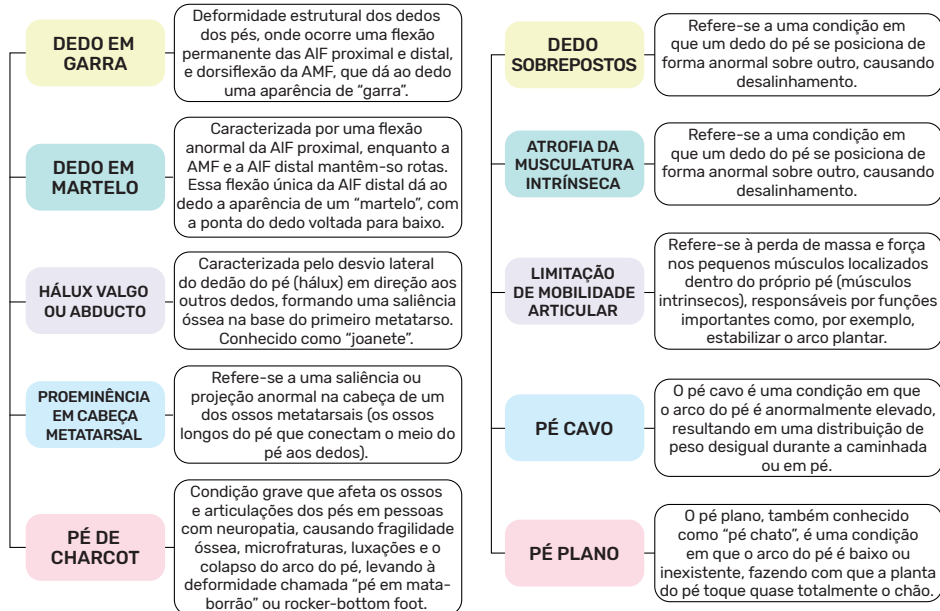 DEDO EM
GARRA
Deformidade estrutural dos dedos
dos pés, onde ocorre uma flexão
permanente das AIF proximal e distal,
e dorsiflexão da AMF, que dá ao dedo
uma aparência de “garra”.
DEDO EM
MARTELO
Caracterizada por uma flexão
anormal da AIF proximal, enquanto a
AMF e a AIF distal mantêm-so rotas.
Essa flexão única da AIF distal dá ao
dedo a aparência de um “martelo”, com
a ponta do dedo voltada para baixo.
HÁLUX VALGO
OU ABDUCTO
Caracterizada pelo desvio lateral
do dedão do pé (hálux) em direção aos
outros dedos, formando uma saliência
óssea na base do primeiro metatarso.
Conhecido como “joanete”.
PROEMINÊNCIA
EM CABEÇA
METATARSAL
Refere-se a uma saliência ou
projeção anormal na cabeça de um
dos ossos metatarsais (os ossos
longos do pé que conectam o meio do
pé aos dedos).
PÉ DE
CHARCOT
Condição grave que afeta os ossos
e articulações dos pés em pessoas
com neuropatia, causando fragilidade
óssea, microfraturas, luxações e o
colapso do arco do pé, levando à
deformidade chamada “pé em mata-
borrão” ou rocker-bottom foot.
DEDO
SOBREPOSTOS
Refere-se a uma condição em
que um dedo do pé se posiciona de
forma anormal sobre outro, causando
desalinhamento.
ATROFIA DA
MUSCULATURA
INTRÍNSECA
Refere-se a uma condição em
que um dedo do pé se posiciona de
forma anormal sobre outro, causando
desalinhamento.
LIMITAÇÃO
DE MOBILIDADE
ARTICULAR
Refere-se à perda de massa e força
nos pequenos músculos localizados
dentro do próprio pé (músculos
intrinsecos), responsáveis por funções
importantes como, por exemplo,
estabilizar o arco plantar.
PÉ CAVO
O pé cavo é uma condição em que
o arco do pé é anormalmente elevado,
resultando em uma distribuição de
peso desigual durante a caminhada
ou em pé.
PÉ PLANO
O pé plano, também conhecido
como “pé chato”, é uma condição
em que o arco do pé é baixo ou
inexistente, fazendo com que a planta
do pé toque quase totalmente o chão.